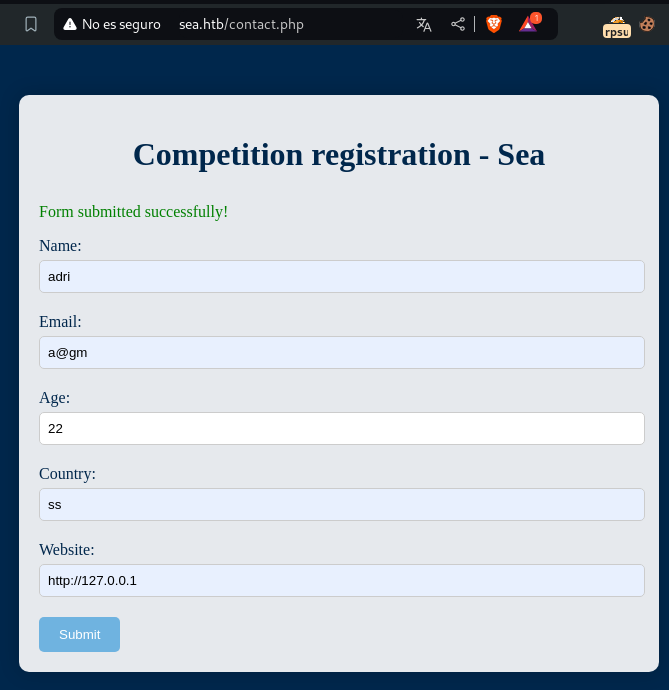 No es seguro sea.htb/contact.php
1
rpsu
Competition registration - Sea
Form submitted successfully!
Name:
adri
Email:
a@gm
Age:
22
Country:
ss
Website:
http://127.0.0.1
Submit